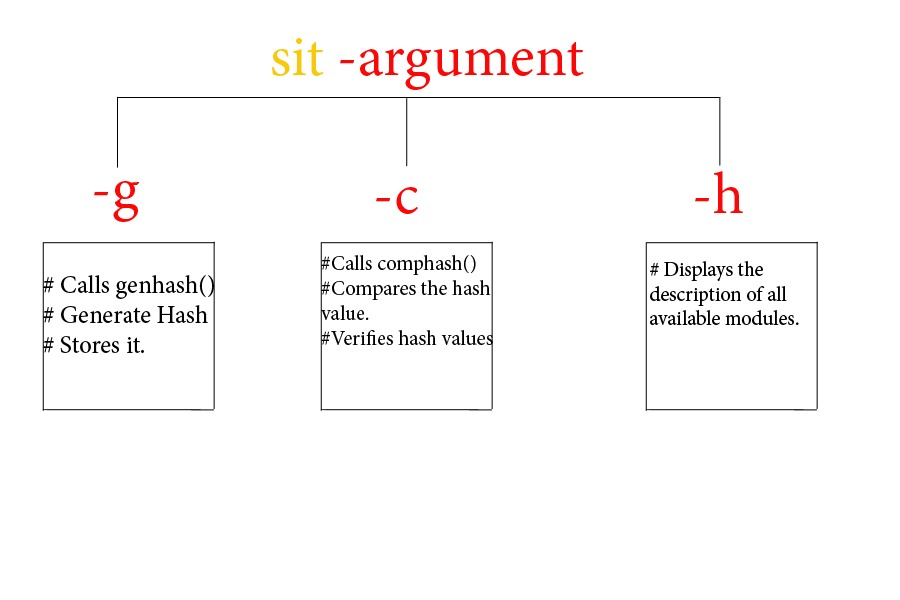 sit -argument
-g
-c
-h
# Calls genhash()
# Generate Hash
# Stores it.
#Calls comphash()
#Compares the hash
value.
#Verifies hash values
# Displays the
description of all
available modules.